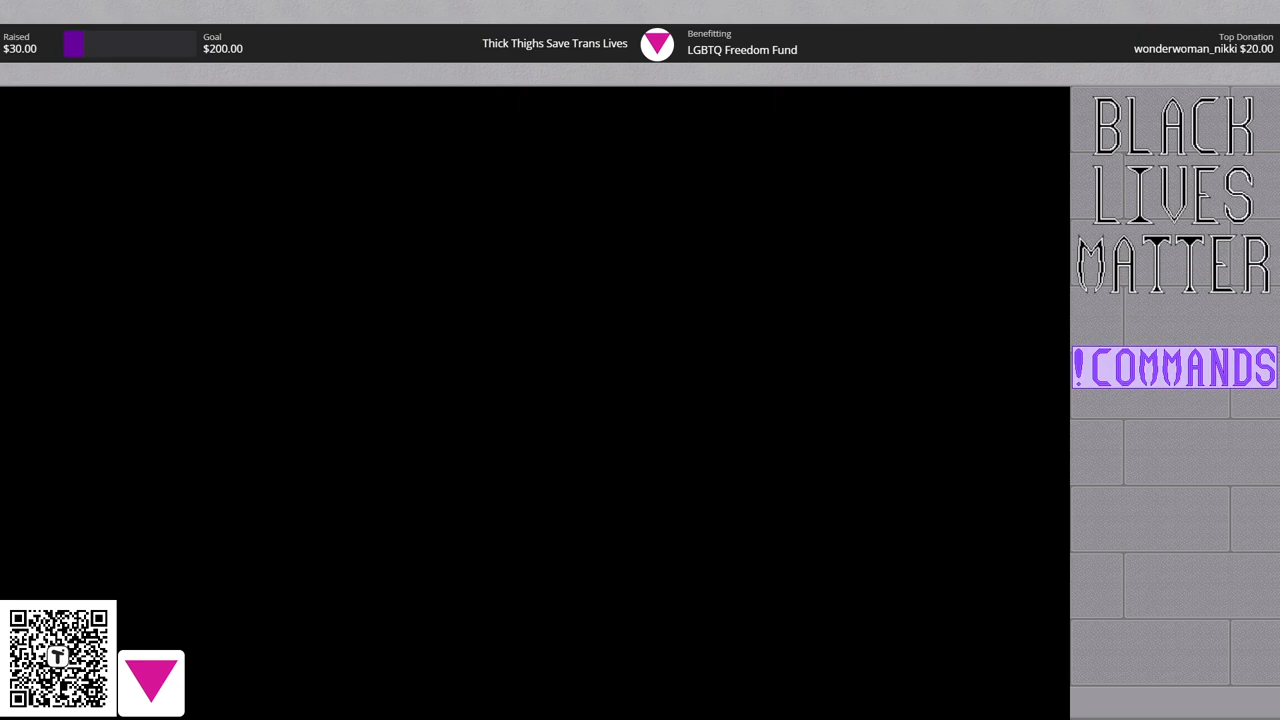 Raised
$30.00
Goal
$200.00
Thick Thighs Save Trans Lives
Benefitting
LGBTQ Freedom Fund
Top Donation
wonderwoman_nikki $20.00
BLACK
LIVES
MATTER
!COMMANDS
T